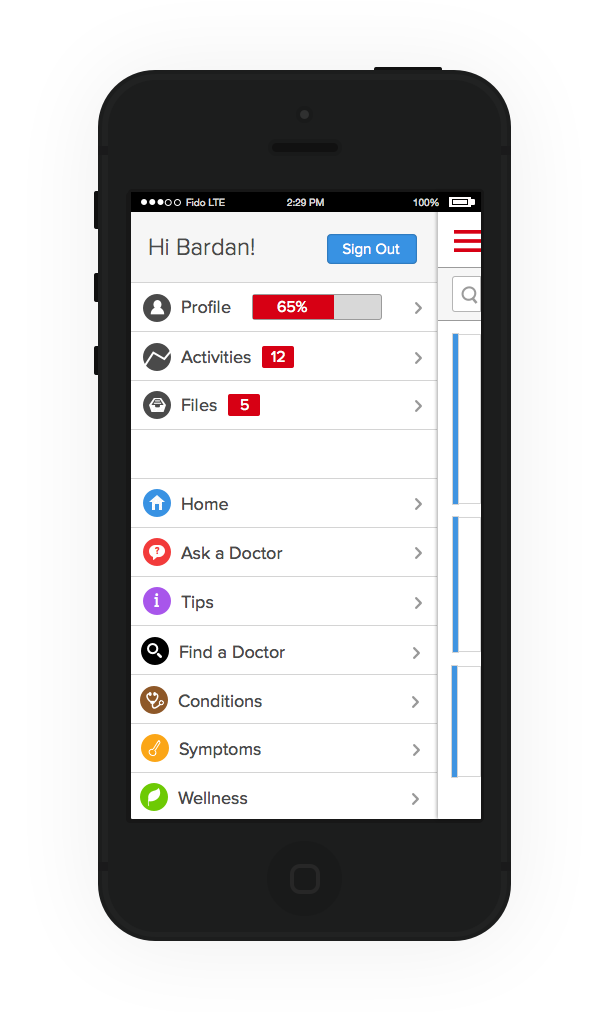 Fido LTE 2:29 PM 100%
Hi Bardan! Sign Out
Profile 65%
Activities 12
Files 5
Home
? Ask a Doctor
i Tips
Find a Doctor
Conditions
Symptoms
Wellness